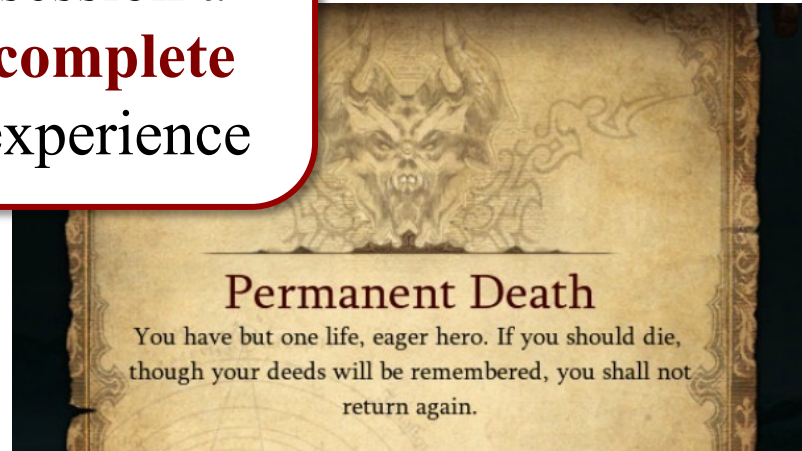 complete
experience
Permanent Death
You have but one life, eager hero. If you should die,
though your deeds will be remembered, you shall not
return again.